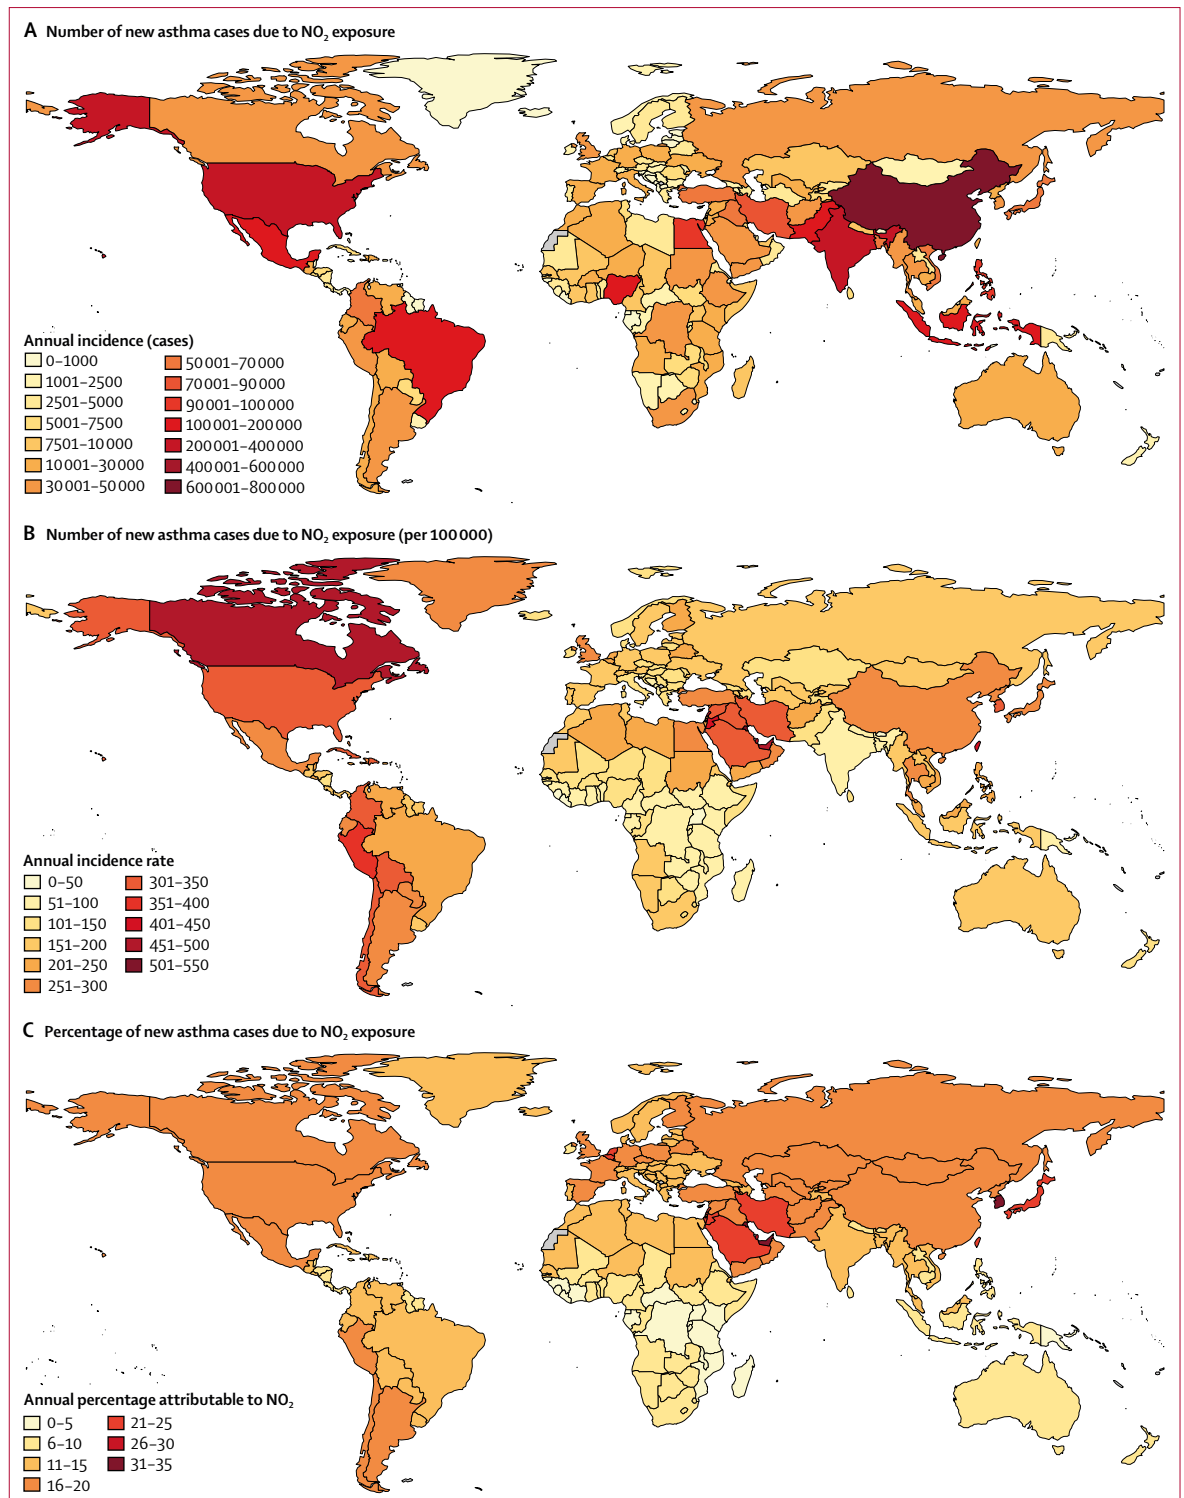 A Number of new asthma cases due to NO₂ exposure
Annual incidence (cases)
0–1000
1001–2500
2501–5000
5001–7500
7501–10 000
10 001–30 000
30 001–50 000
50 001–70 000
70 001–90 000
90 001–100 000
100 001–200 000
200 001–400 000
400 001–600 000
600 001–800 000
B Number of new asthma cases due to NO₂ exposure (per 100 000)
Annual incidence rate
0–50
51–100
101–150
151–200
201–250
251–300
301–350
351–400
401–450
451–500
501–550
C Percentage of new asthma cases due to NO₂ exposure
Annual percentage attributable to NO₂
0–5
6–10
11–15
16–20
21–25
26–30
31–35